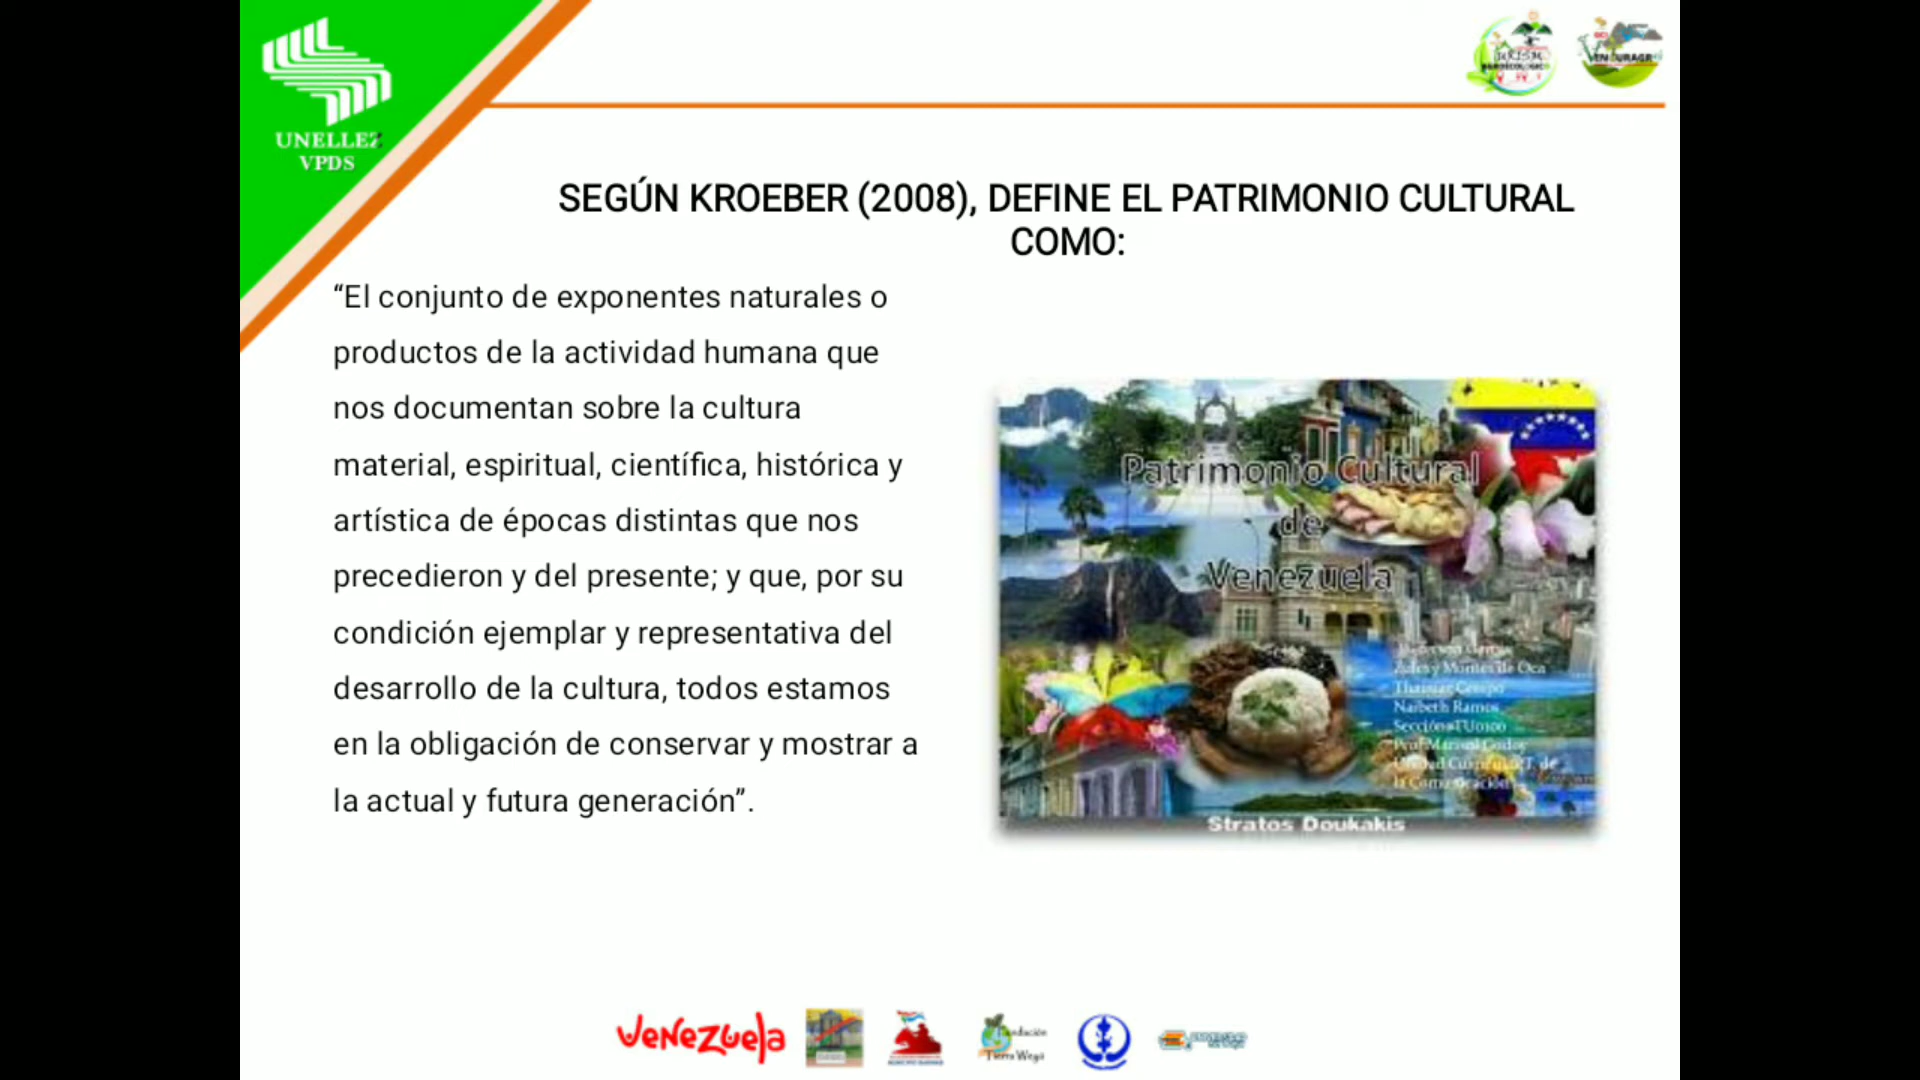 UNELLEZ
VPDS
SEGÚN KROEBER (2008), DEFINE EL PATRIMONIO CULTURAL
COMO:
“El conjunto de exponentes naturales o
productos de la actividad humana que
nos documentan sobre la cultura
material, espiritual, científica, histórica y
artística de épocas distintas que nos
precedieron y del presente; y que, por su
condición ejemplar y representativa del
desarrollo de la cultura, todos estamos
en la obligación de conservar y mostrar a
la actual y futura generación”.
Patrimonio Cultural
de
Venezuela
Montes de Oca
Naibeth Ramos
Stratos Doukakis
Venezuela